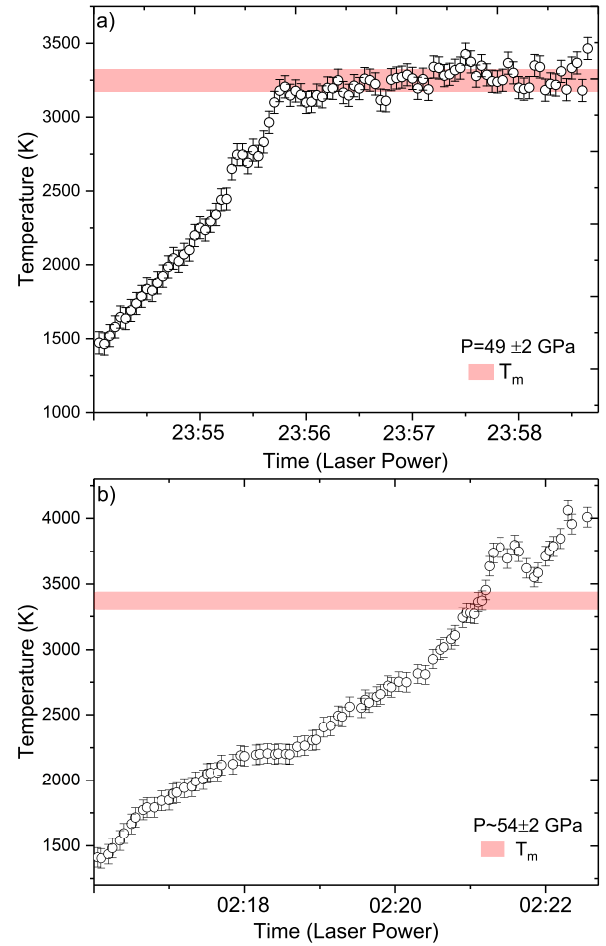 a)
3500
3000
2500
2000
1500
1000
Temperature (K)
P=49 ±2 GPa
Tm
23:55 23:56 23:57 23:58
Time (Laser Power)
b)
4000
3500
3000
2500
2000
1500
Temperature (K)
P~54±2 GPa
Tm
02:18 02:20 02:22
Time (Laser Power)